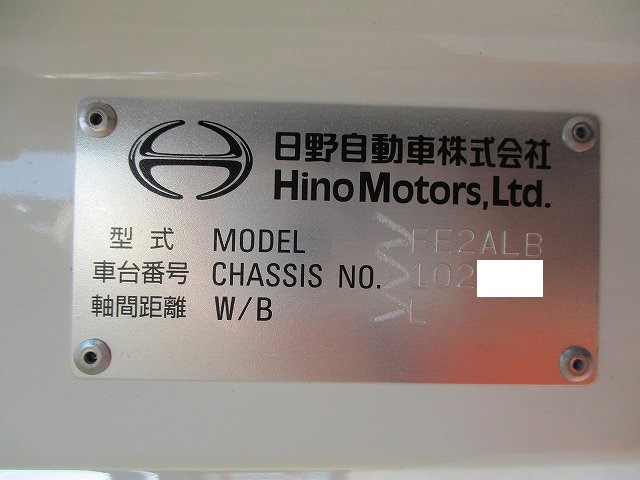 日野自動車株式会社
Hino Motors, Ltd.
型式 MODEL FE2ALB
車台番号 CHASSIS NO. 102
軸間距離 W/B L